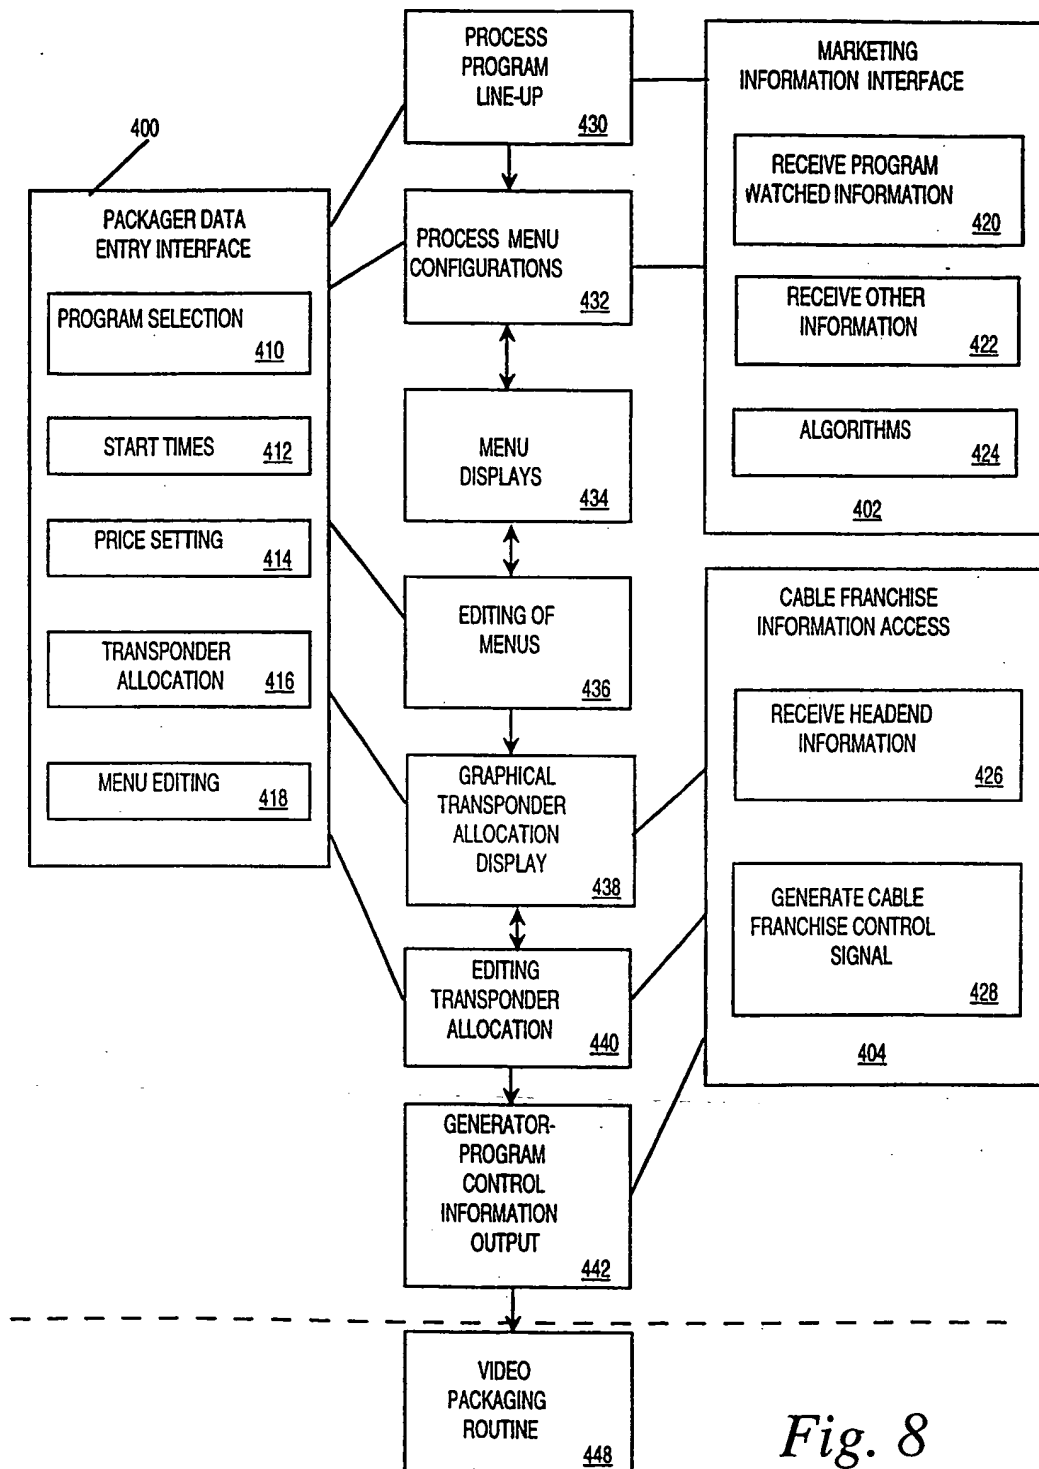 PROCESS
PROGRAM
LINE-UP
430
MARKETING
INFORMATION INTERFACE
RECEIVE PROGRAM
WATCHED INFORMATION
420
RECEIVE OTHER
INFORMATION
422
ALGORITHMS
424
402
400
PACKAGER DATA
ENTRY INTERFACE
PROGRAM SELECTION
410
START TIMES
412
PRICE SETTING
414
TRANSPONDER
ALLOCATION
416
MENU EDITING
418
PROCESS MENU
CONFIGURATIONS
432
MENU
DISPLAYS
434
EDITING OF
MENUS
436
GRAPHICAL
TRANSPONDER
ALLOCATION
DISPLAY
438
EDITING
TRANSPONDER
ALLOCATION
440
GENERATOR-
PROGRAM
CONTROL
INFORMATION
OUTPUT
442
CABLE FRANCHISE
INFORMATION ACCESS
RECEIVE HEADEND
INFORMATION
426
GENERATE CABLE
FRANCHISE CONTROL
SIGNAL
428
404
VIDEO
PACKAGING
ROUTINE
448
Fig. 8